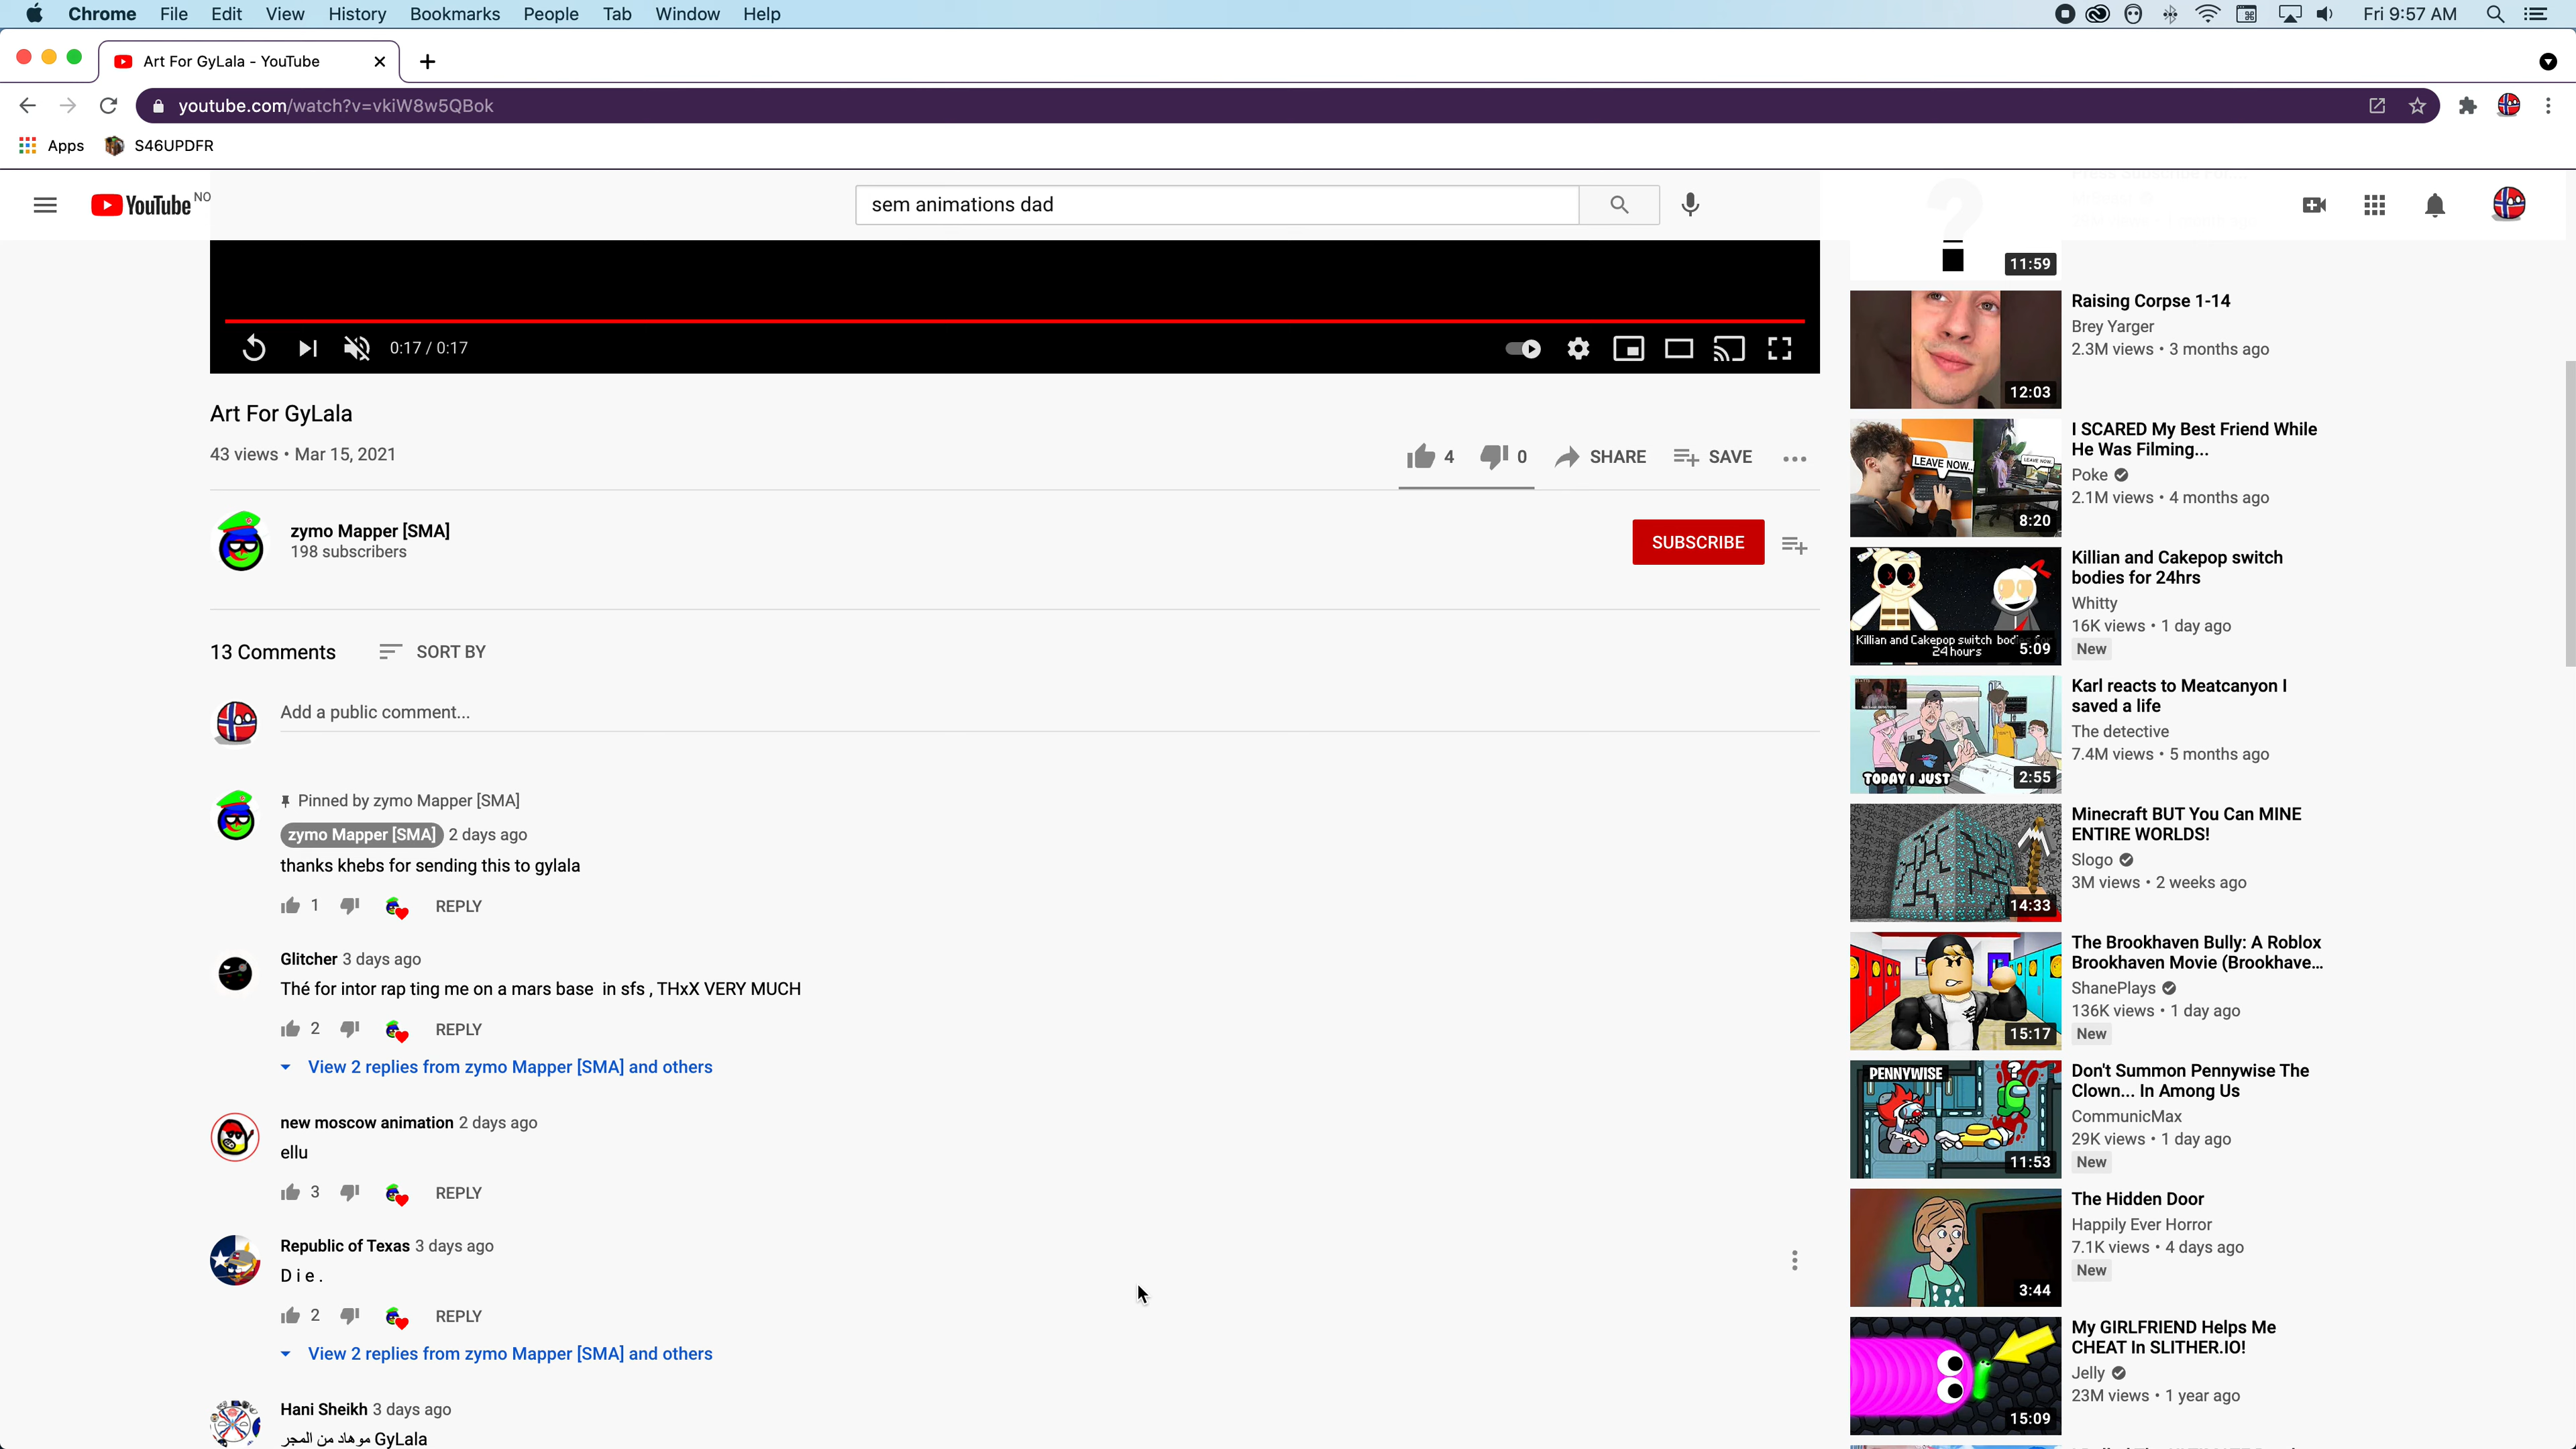 Chrome File Edit View History Bookmarks People Tab Window Help Fri 9:57 AM
Art For GyLala - YouTube
youtube.com/watch?v=vkiW8w5QBok
Apps S46UPDFR
YouTube NO
sem animations dad
0:17 / 0:17
Art For GyLala
43 views • Mar 15, 2021
4 0 SHARE SAVE
zymo Mapper [SMA]
198 subscribers
SUBSCRIBE
13 Comments SORT BY
Add a public comment...
Pinned by zymo Mapper [SMA]
zymo Mapper [SMA] 2 days ago
thanks khebs for sending this to gylala
1 REPLY
Glitcher 3 days ago
Thé for intor rap ting me on a mars base in sfs , THxX VERY MUCH
2 REPLY
View 2 replies from zymo Mapper [SMA] and others
new moscow animation 2 days ago
ellu
3 REPLY
Republic of Texas 3 days ago
D i e .
2 REPLY
View 2 replies from zymo Mapper [SMA] and others
Hani Sheikh 3 days ago
موهاد من المجر GyLala
?
11:59
Raising Corpse 1-14
Brey Yarger
2.3M views • 3 months ago
12:03
I SCARED My Best Friend While
He Was Filming...
Poke
2.1M views • 4 months ago
LEAVE NOW..
LEAVE NOW..
8:20
Killian and Cakepop switch
bodies for 24hrs
Whitty
16K views • 1 day ago
New
Killian and Cakepop switch bodies for
24 hours
5:09
Karl reacts to Meatcanyon I
saved a life
The detective
7.4M views • 5 months ago
TODAY I JUST
2:55
Minecraft BUT You Can MINE
ENTIRE WORLDS!
Slogo
3M views • 2 weeks ago
14:33
The Brookhaven Bully: A Roblox
Brookhaven Movie (Brookhave...
ShanePlays
136K views • 1 day ago
New
15:17
Don't Summon Pennywise The
Clown... In Among Us
CommunicMax
29K views • 1 day ago
New
PENNYWISE
?
11:53
The Hidden Door
Happily Ever Horror
7.1K views • 4 days ago
New
3:44
My GIRLFRIEND Helps Me
CHEAT In SLITHER.IO!
Jelly
23M views • 1 year ago
15:09